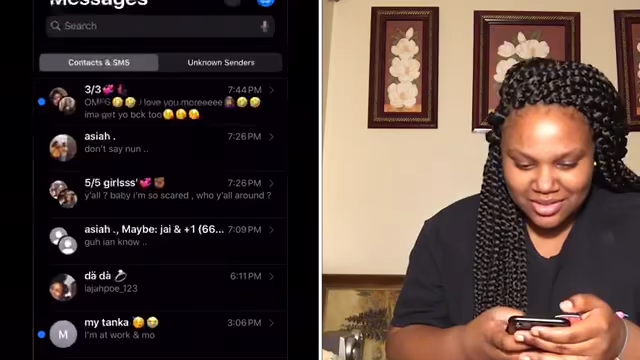 Messages
Search
Contacts & SMS
Unknown Senders
3/3💞💃🏿 7:44 PM
OMFG🤣🤣 i love you moreeeee🤣🤣
ima get yo bck too😋😋😋
asiah . 7:26 PM
don't say nun ..
5/5 girlsss'💞✊🏾 7:26 PM
y'all ? baby i'm so scared , who y'all around ?
asiah ., Maybe: jai & +1 (66... 7:09 PM
guh ian know ..
dä dà 💍 6:11 PM
lajahpoe_123
my tanka 🥰😭 3:06 PM
M
I'm at work & mo